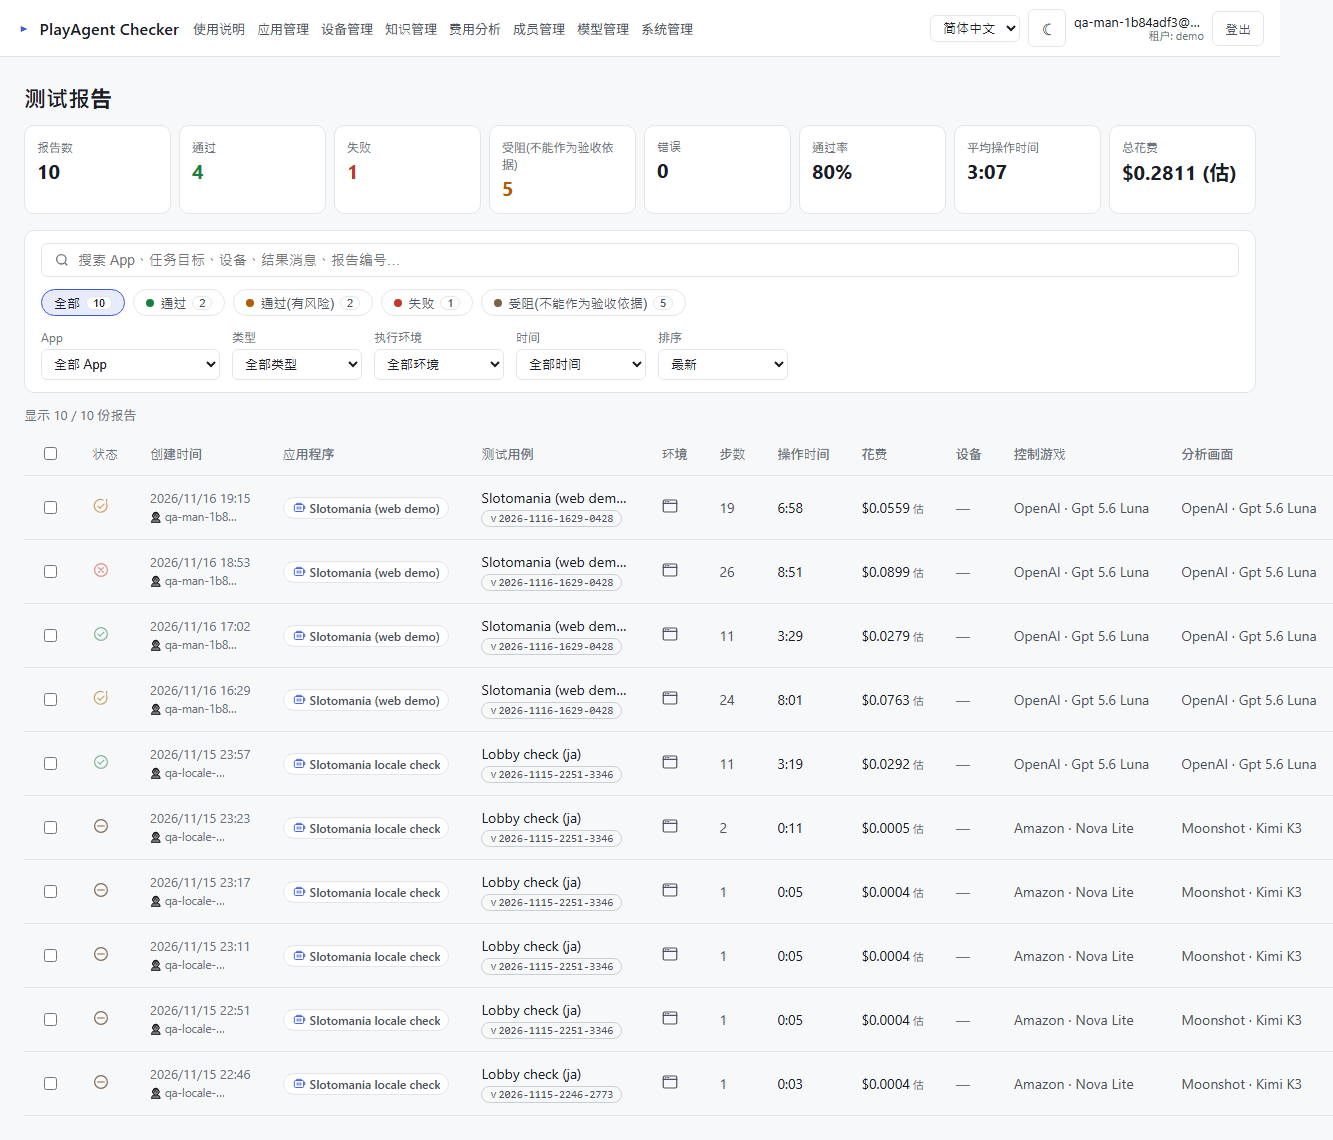 PlayAgent Checker 使用说明 应用管理 设备管理 知识管理 费用分析 成员管理 模型管理 系统管理 简体中文 qa-man-1b84adf3@... 登出
租户: demo
测试报告
报告数 通过 失败 受阻(不能作为验收依据) 错误 通过率 平均操作时间 总花费
10 4 1 5 0 80% 3:07 $0.2811 (估)
搜索 App、任务目标、设备、结果消息、报告编号...
全部 10 通过 2 通过(有风险) 2 失败 1 受阻(不能作为验收依据) 5
App 类型 执行环境 时间 排序
全部 App 全部类型 全部环境 全部时间 最新
显示 10 / 10 份报告
状态 创建时间 应用程序 测试用例 环境 步数 操作时间 花费 设备 控制游戏 分析画面
2026/11/16 19:15 Slotomania (web dem...
Slotomania (web demo) 19 6:58 $0.0559 估 — OpenAI · Gpt 5.6 Luna OpenAI · Gpt 5.6 Luna
qa-man-1b8... v 2026-1116-1629-0428
2026/11/16 18:53 Slotomania (web dem...
Slotomania (web demo) 26 8:51 $0.0899 估 — OpenAI · Gpt 5.6 Luna OpenAI · Gpt 5.6 Luna
qa-man-1b8... v 2026-1116-1629-0428
2026/11/16 17:02 Slotomania (web dem...
Slotomania (web demo) 11 3:29 $0.0279 估 — OpenAI · Gpt 5.6 Luna OpenAI · Gpt 5.6 Luna
qa-man-1b8... v 2026-1116-1629-0428
2026/11/16 16:29 Slotomania (web dem...
Slotomania (web demo) 24 8:01 $0.0763 估 — OpenAI · Gpt 5.6 Luna OpenAI · Gpt 5.6 Luna
qa-man-1b8... v 2026-1116-1629-0428
2026/11/15 23:57 Lobby check (ja)
Slotomania locale check 11 3:19 $0.0292 估 — OpenAI · Gpt 5.6 Luna OpenAI · Gpt 5.6 Luna
qa-locale-... v 2026-1115-2251-3346
2026/11/15 23:23 Lobby check (ja)
Slotomania locale check 2 0:11 $0.0005 估 — Amazon · Nova Lite Moonshot · Kimi K3
qa-locale-... v 2026-1115-2251-3346
2026/11/15 23:17 Lobby check (ja)
Slotomania locale check 1 0:05 $0.0004 估 — Amazon · Nova Lite Moonshot · Kimi K3
qa-locale-... v 2026-1115-2251-3346
2026/11/15 23:11 Lobby check (ja)
Slotomania locale check 1 0:05 $0.0004 估 — Amazon · Nova Lite Moonshot · Kimi K3
qa-locale-... v 2026-1115-2251-3346
2026/11/15 22:51 Lobby check (ja)
Slotomania locale check 1 0:05 $0.0004 估 — Amazon · Nova Lite Moonshot · Kimi K3
qa-locale-... v 2026-1115-2251-3346
2026/11/15 22:46 Lobby check (ja)
Slotomania locale check 1 0:03 $0.0004 估 — Amazon · Nova Lite Moonshot · Kimi K3
qa-locale-... v 2026-1115-2246-2773